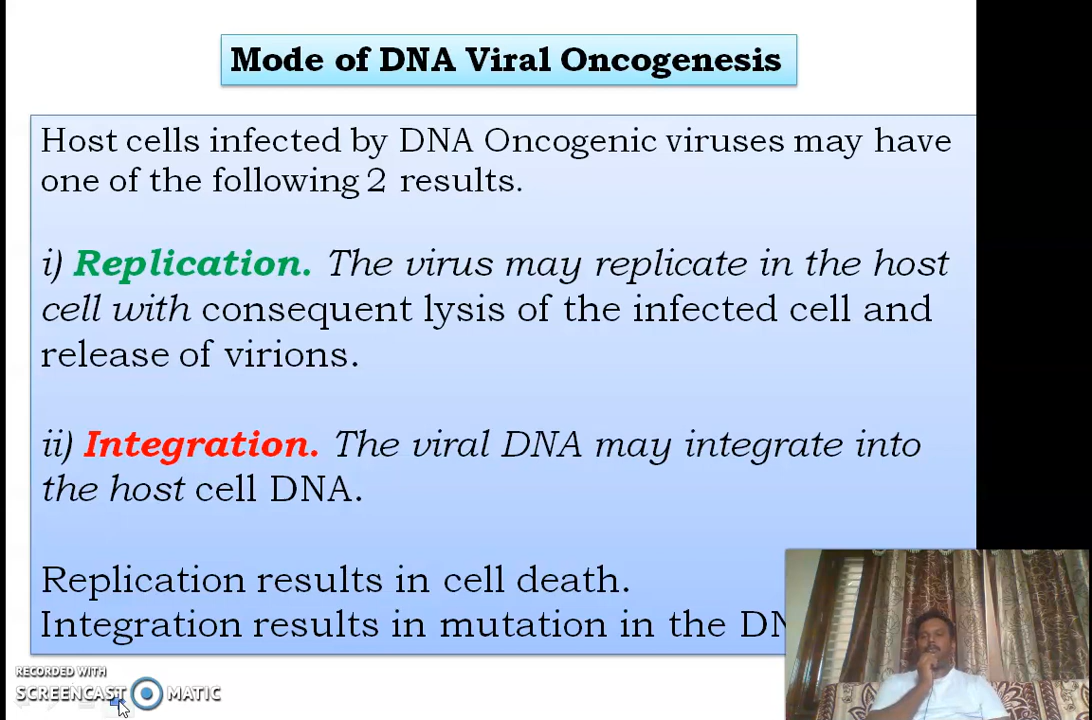 Mode of DNA Viral Oncogenesis
Host cells infected by DNA Oncogenic viruses may have
one of the following 2 results.
i) Replication. The virus may replicate in the host
cell with consequent lysis of the infected cell and
release of virions.
ii) Integration. The viral DNA may integrate into
the host cell DNA.
Replication results in cell death.
Integration results in mutation in the
RECORDED WITH
SCREENCAST MATIC